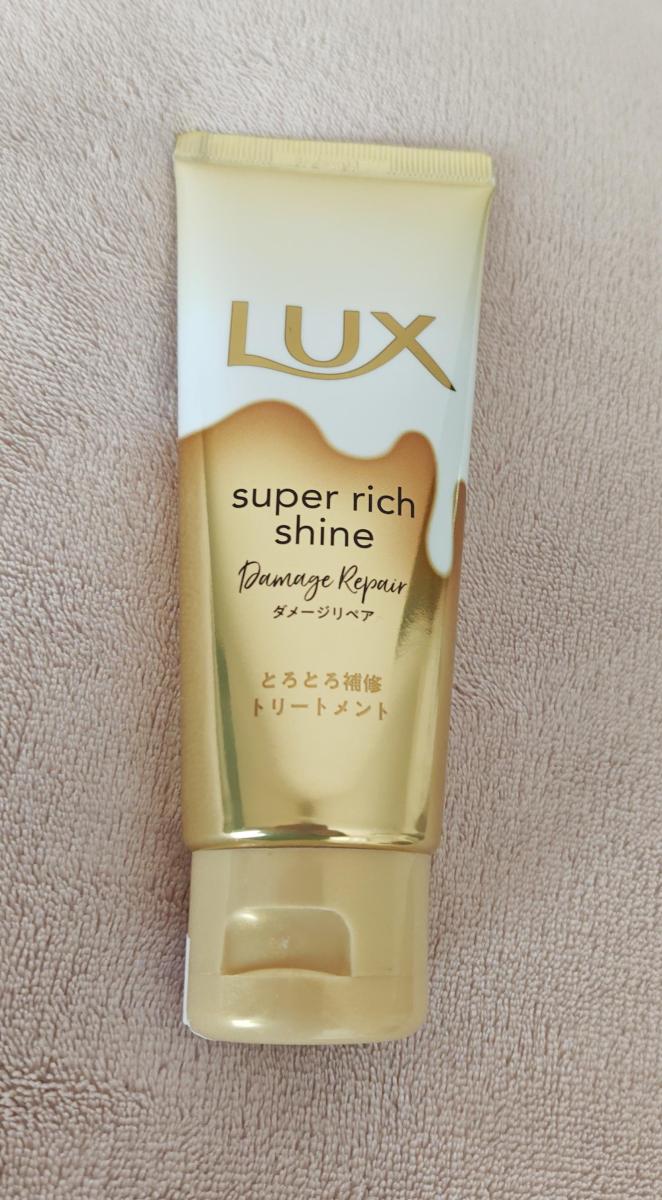 LUX
super rich
shine
Damage Repair
ダメージリペア
とろとろ補修
トリートメント